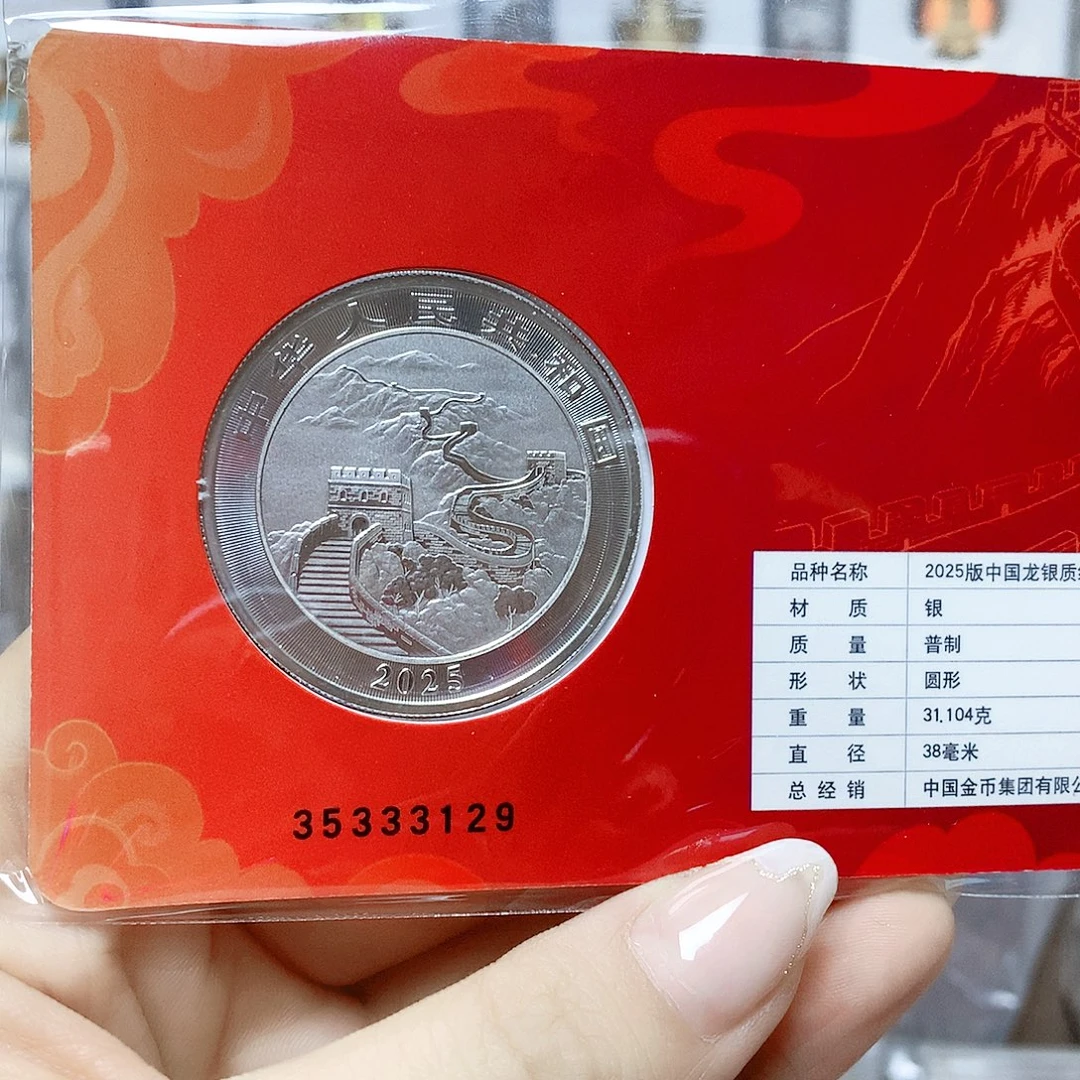 中华人民共和国
2025
35333129
品种名称 2025版中国龙银质
材质 银
质量 普制
形状 圆形
重量 31.104克
直径 38毫米
总经销 中国金币集团有限